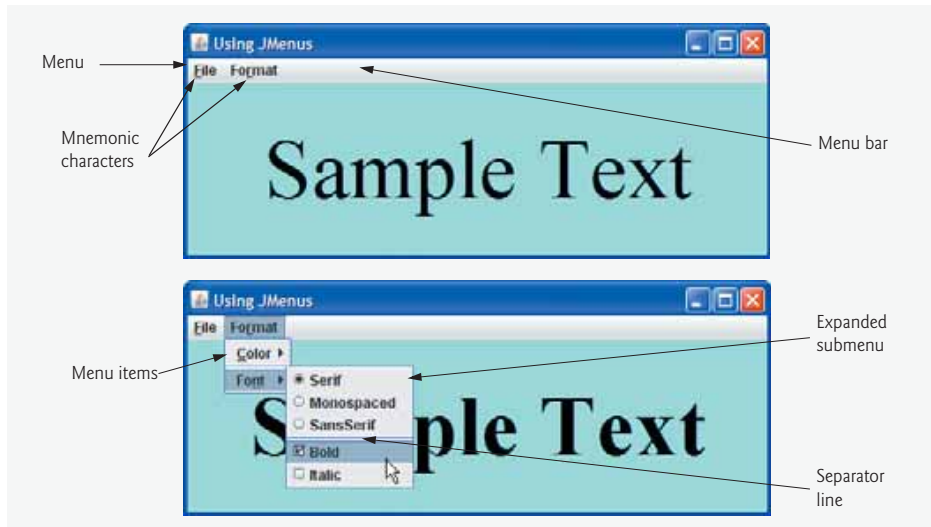 Using JMenus
Menu
File Format
Mnemonic
characters
Menu bar
Sample Text
Using JMenus
File Format
Expanded
submenu
Menu items
Color
Font
Serif
Monospaced
SansSerif
Bold
Italic
ple Text
Separator
line